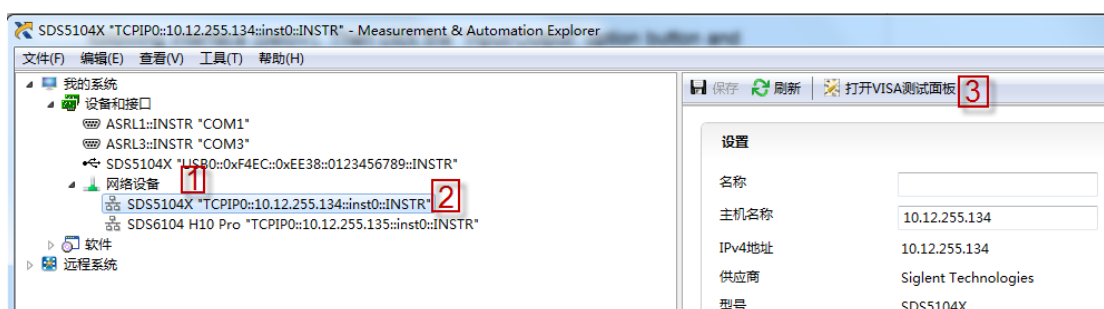 SDS5104X "TCPIP0::10.12.255.134::inst0::INSTR" - Measurement & Automation Explorer
文件(F) 编辑(E) 查看(V) 工具(T) 帮助(H)
我的系统
设备和接口
ASRL1::INSTR "COM1"
ASRL3::INSTR "COM3"
SDS5104X "USB0::0xF4EC::0xEE38::0123456789::INSTR"
网络设备 1
SDS5104X "TCPIP0::10.12.255.134::inst0::INSTR" 2
SDS6104 H10 Pro "TCPIP0::10.12.255.135::inst0::INSTR"
软件
远程系统
保存 刷新 打开VISA测试面板 3
设置
名称
主机名称 10.12.255.134
IPv4地址 10.12.255.134
供应商 Siglent Technologies
型号 SDS5104X